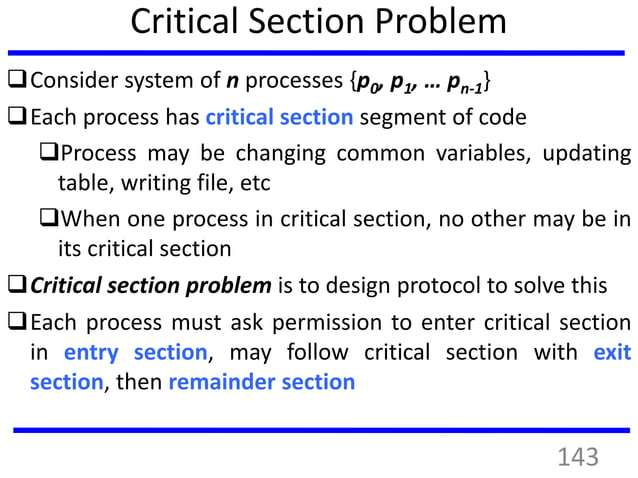 Critical Section Problem
❑Consider system of n processes {p0, p1, … pn-1}
❑Each process has critical section segment of code
❑Process may be changing common variables, updating
table, writing file, etc
❑When one process in critical section, no other may be in
its critical section
❑Critical section problem is to design protocol to solve this
❑Each process must ask permission to enter critical section
in entry section, may follow critical section with exit
section, then remainder section
143